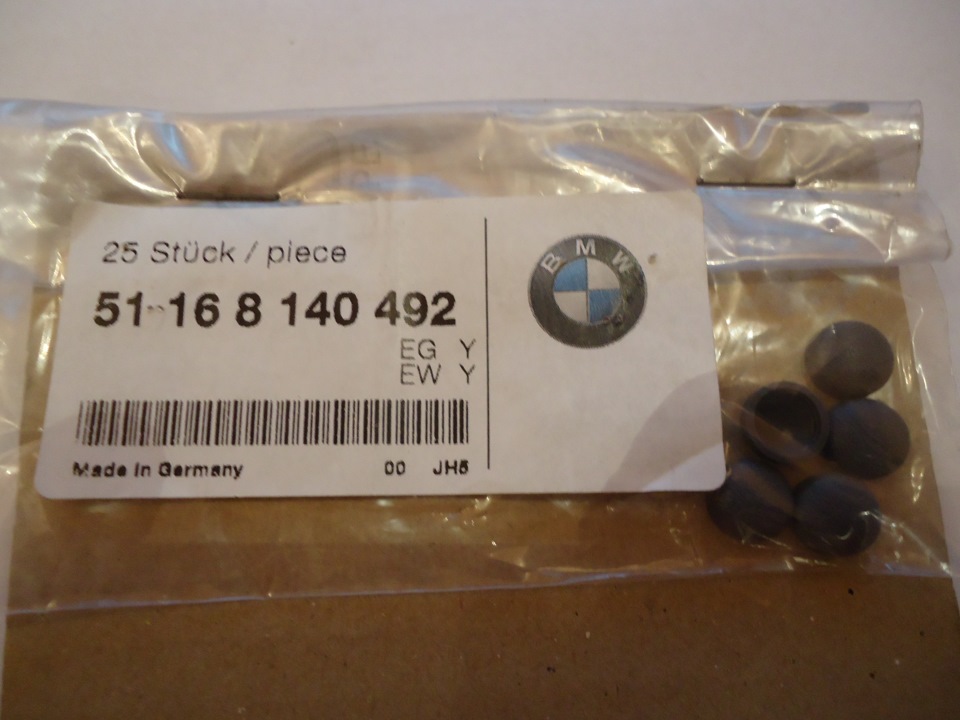 25 Stück / piece
51-16 8 140 492
EG Y
EW Y
Made in Germany 00 JH5
BMW